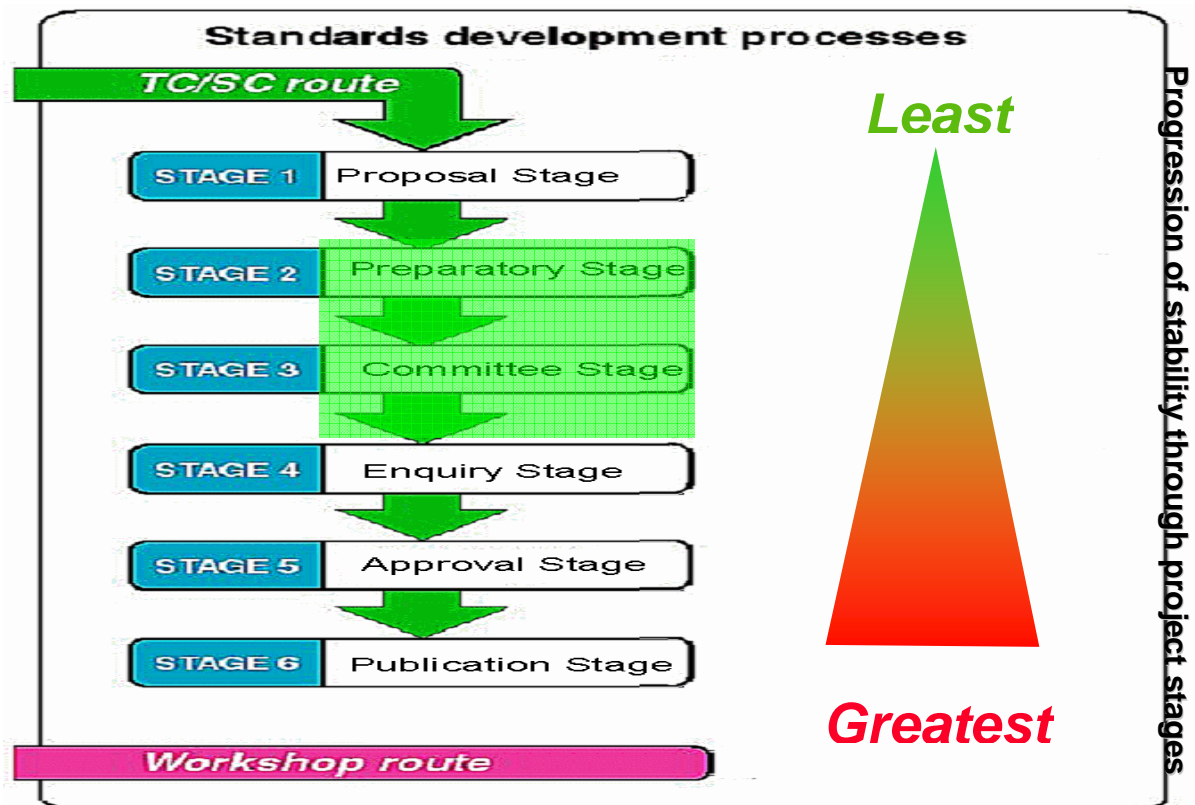 Standards development processes
TC/SC route
STAGE 1 Proposal Stage
STAGE 2 Preparatory Stage
STAGE 3 Committee Stage
STAGE 4 Enquiry Stage
STAGE 5 Approval Stage
STAGE 6 Publication Stage
Workshop route
Least
Greatest
Progression of stability through project stages